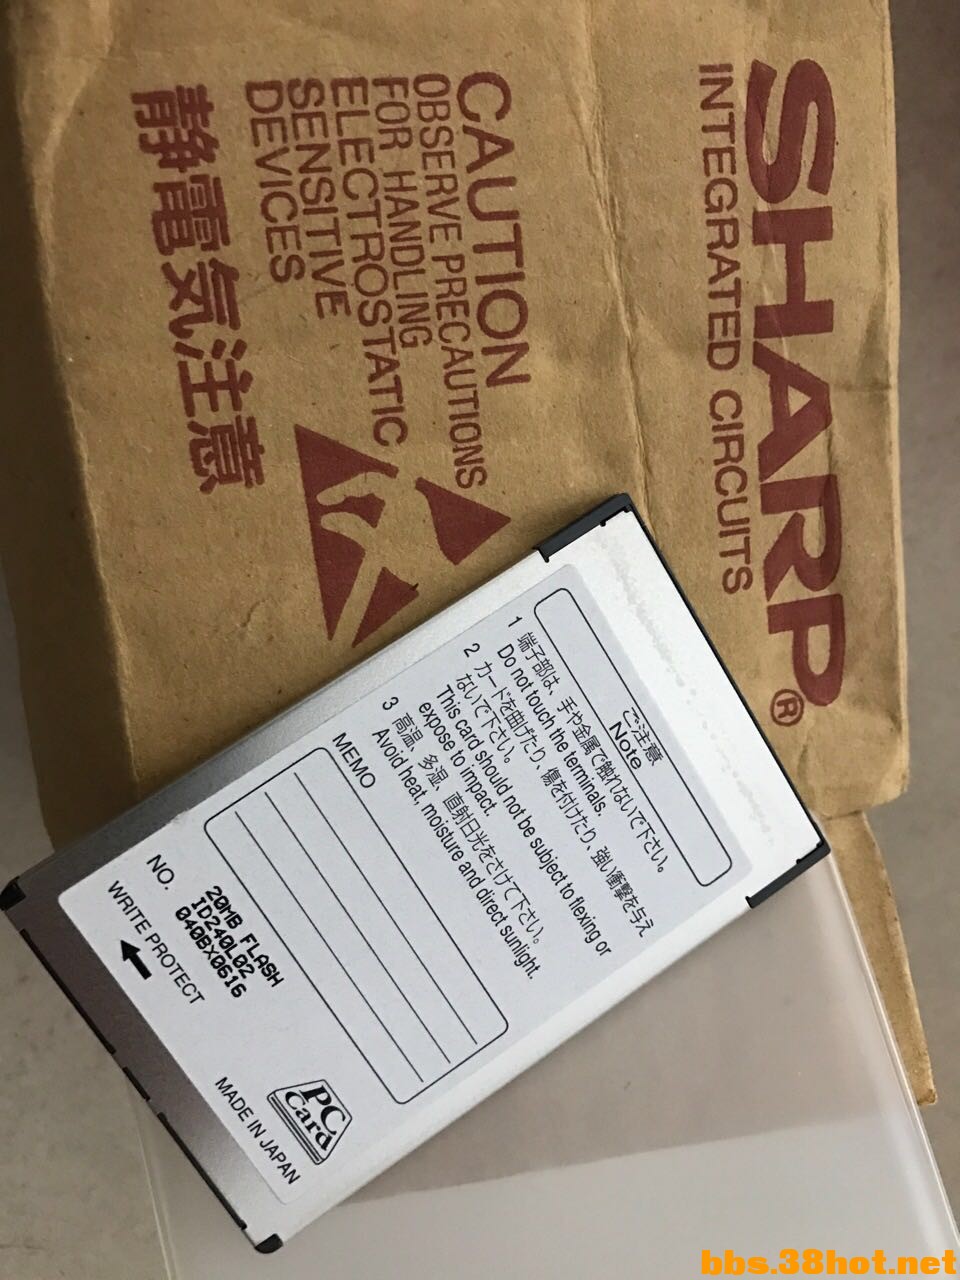 SHARP®
INTEGRATED CIRCUITS
CAUTION
OBSERVE PRECAUTIONS
FOR HANDLING
ELECTROSTATIC
SENSITIVE
DEVICES
静電気注意
ご注意
Note
1 端子部は、手や金属で触れないで下さい。
Do not touch the terminals.
2 カードを曲げたり、傷を付けたり、強い衝撃を与え
ないで下さい。
This card should not be subject to flexing or
expose to impact.
3 高温、多湿、直射日光をさけて下さい。
Avoid heat, moisture and direct sunlight.
MEMO
NO.
20MB FLASH
ID240L02
040BX0616
WRITE PROTECT
PC
Card
MADE IN JAPAN
bbs.38hot.net